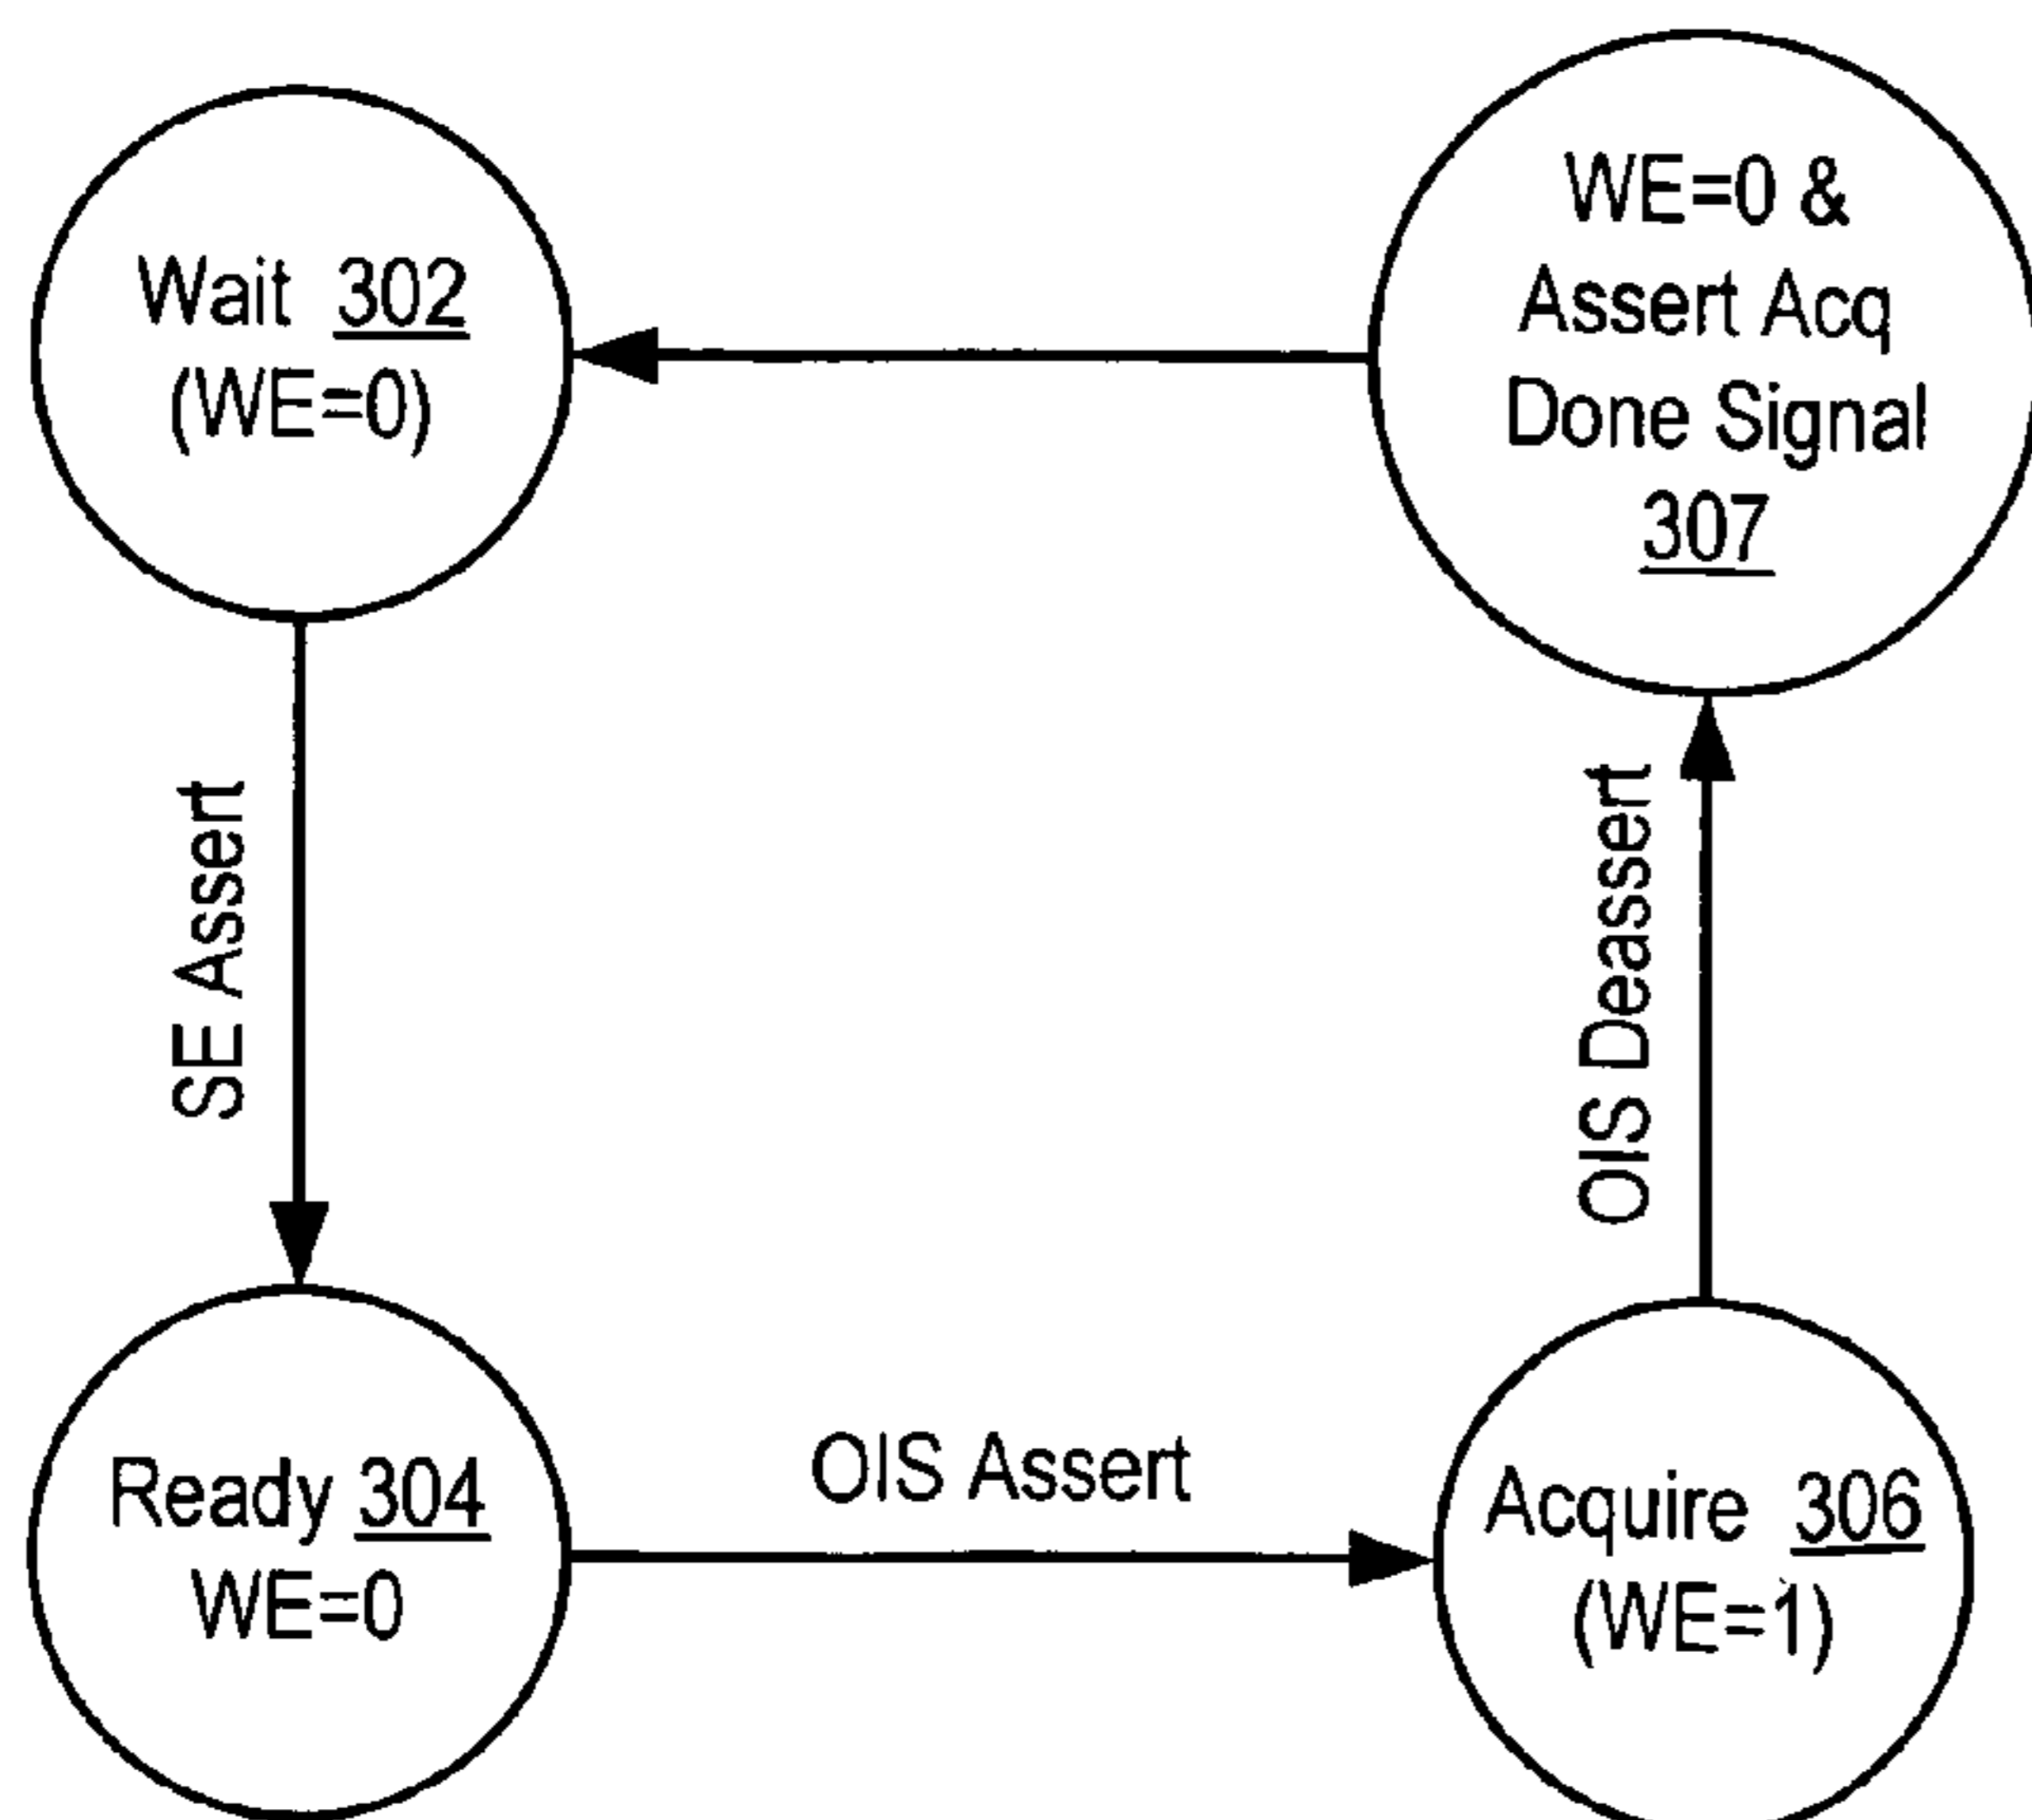 Wait 302
(WE=0)
WE=0 &
Assert Acq
Done Signal
307
SE Assert
OIS Deassert
Ready 304
WE=0
OIS Assert
Acquire 306
(WE=1)